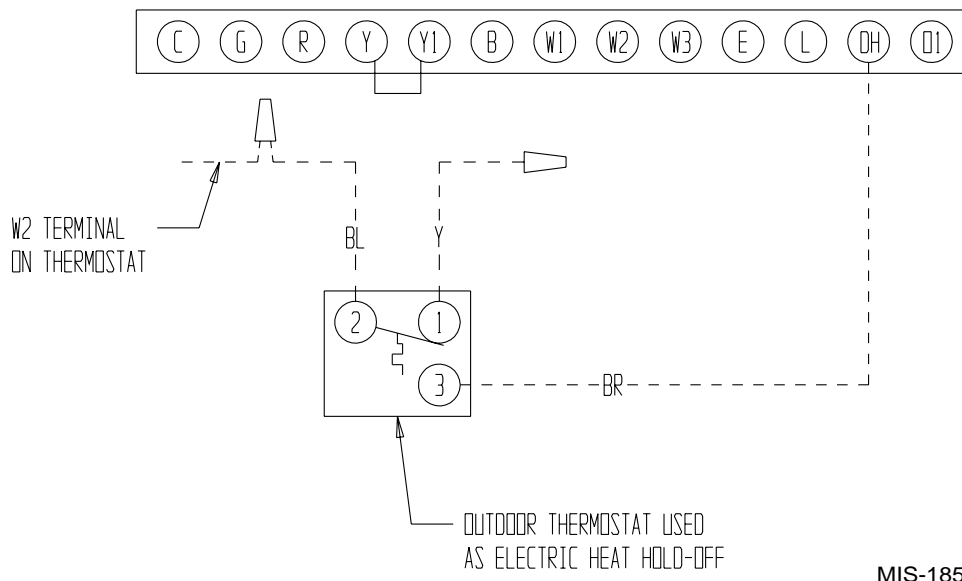 C G R Y Y1 B W1 W2 W3 E L OH O1
W2 TERMINAL
ON THERMOSTAT
BL
Y
2
1
3
BR
OUTDOOR THERMOSTAT USED
AS ELECTRIC HEAT HOLD-OFF
MIS-185